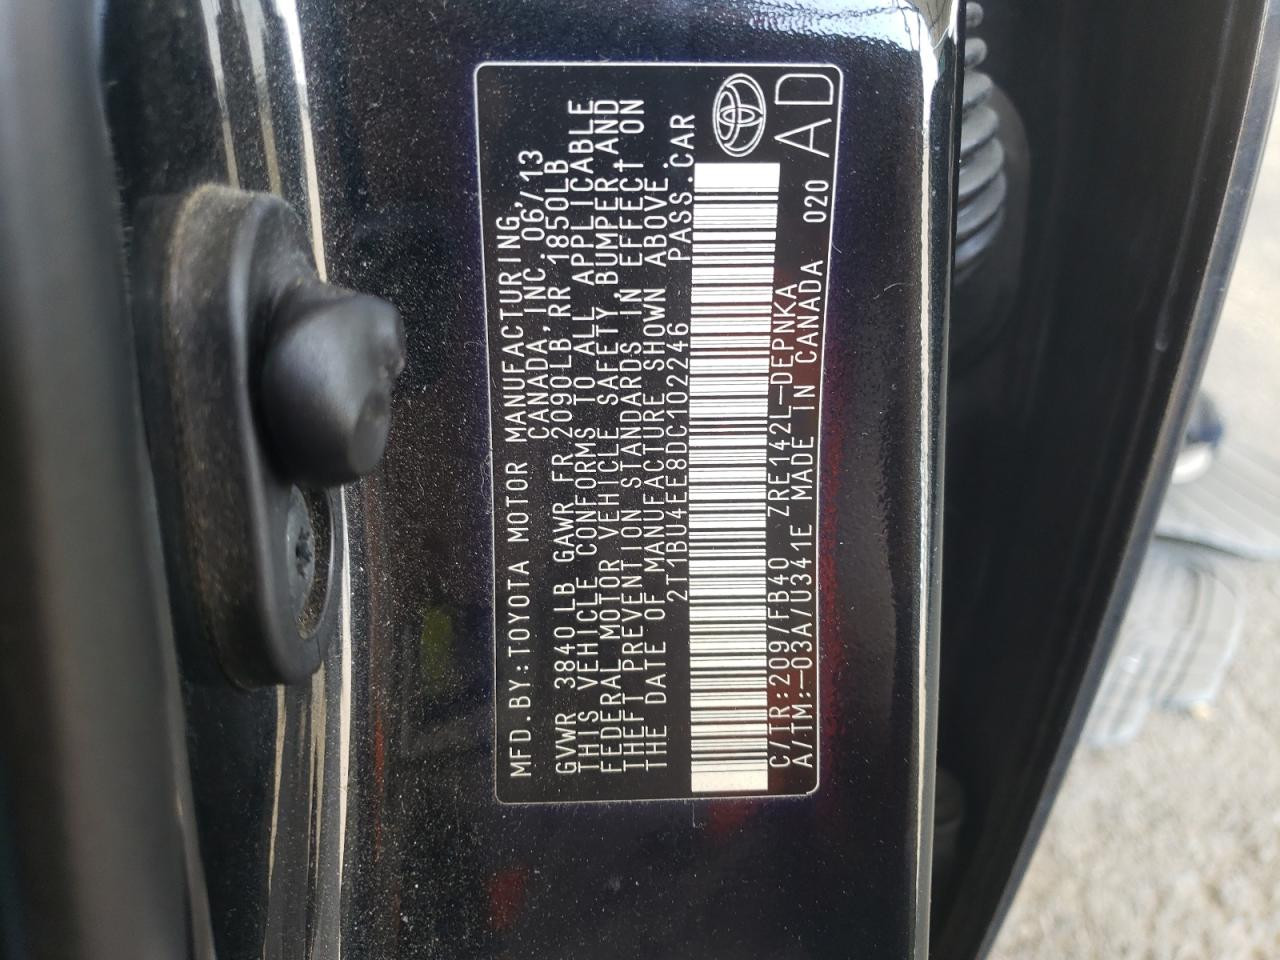 MFD.BY:TOYOTA MOTOR MANUFACTURING,
CANADA,INC. 06/13
GVWR 3840 LB GAWR FR 2090LB,RR 1850LB
THIS VEHICLE CONFORMS TO ALL APPLICABLE
FEDERAL MOTOR VEHICLE SAFETY, BUMPER AND
THEFT PREVENTION STANDARDS IN EFFECT ON
THE DATE OF MANUFACTURE SHOWN ABOVE.
2T1BU4EE8DC102246 PASS.CAR
C/TR:209/FB40 ZRE142L-DEPNKA 020
A/TM:-03A/U341E MADE IN CANADA
AD